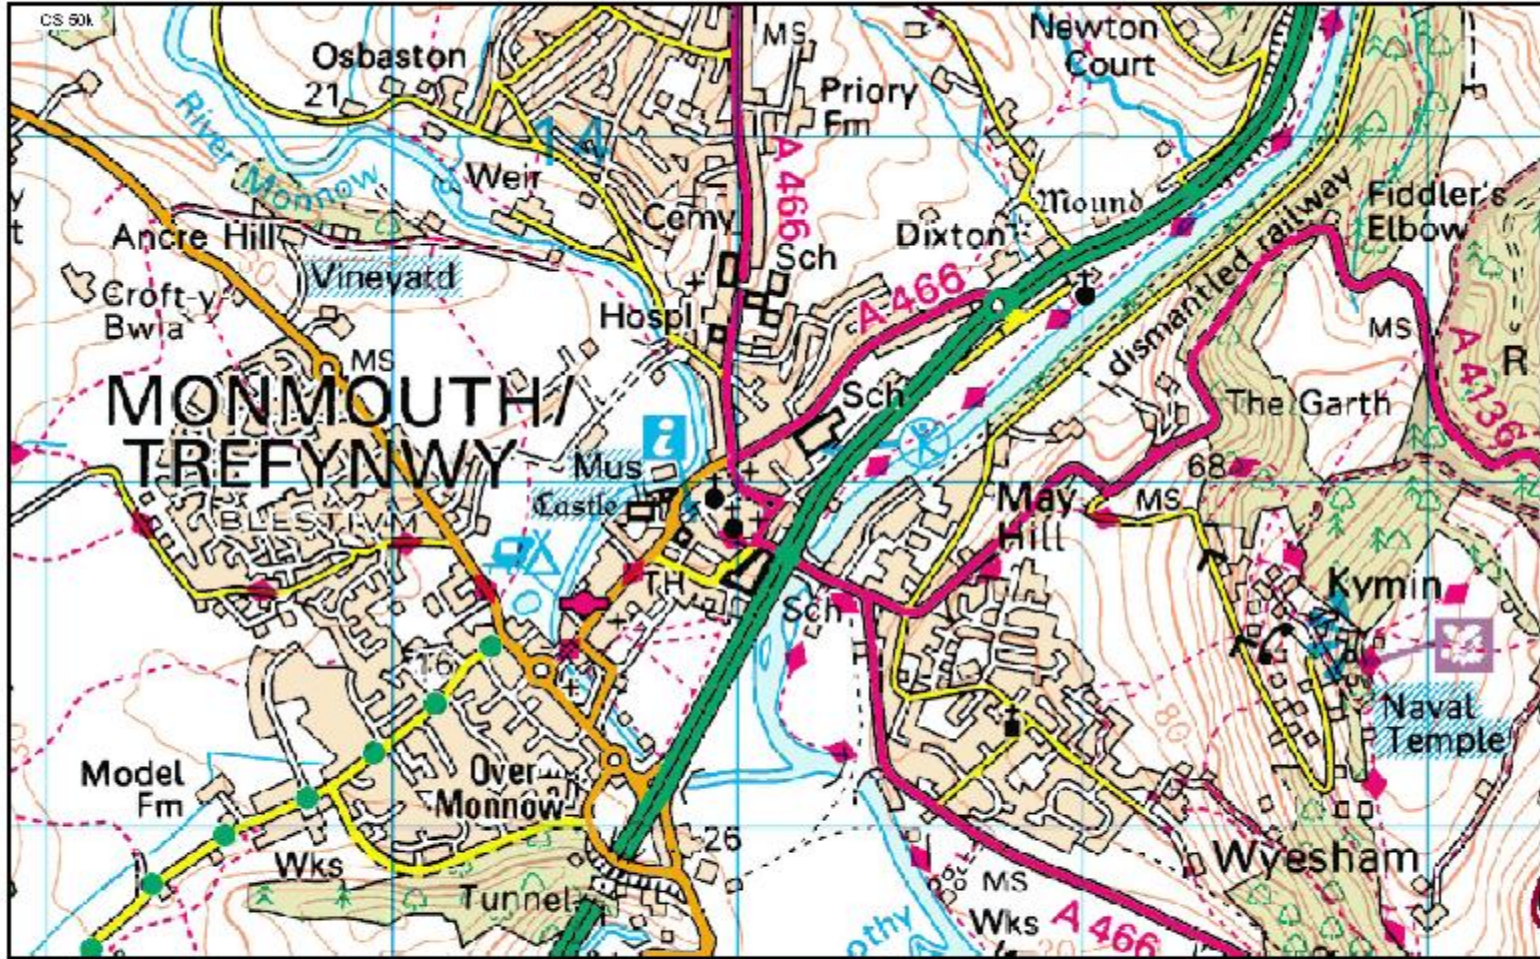 CS 50k
Osbaston
21
MS
Newton
Court
Priory
Fm
River
Monnow
14
Weir
A 466
Mound
Fiddler's
Elbow
Cemy
Ancre Hill
Vineyard
Dixton
Sch
Croft-y-
Bwla
Hospl
A 466
dismantled railway
MS
MS
A 4136
R
MONMOUTH/
TREFYNWY
Sch
The Garth
i
Mus
Castle
68
May
Hill
MS
BLESTIVM
TH
Sch
Kymin
16
Naval
Temple
80
Model
Fm
Over
Monnow
Wks
26
Wyesham
Tunnel
MS
Wks
A 466
othy